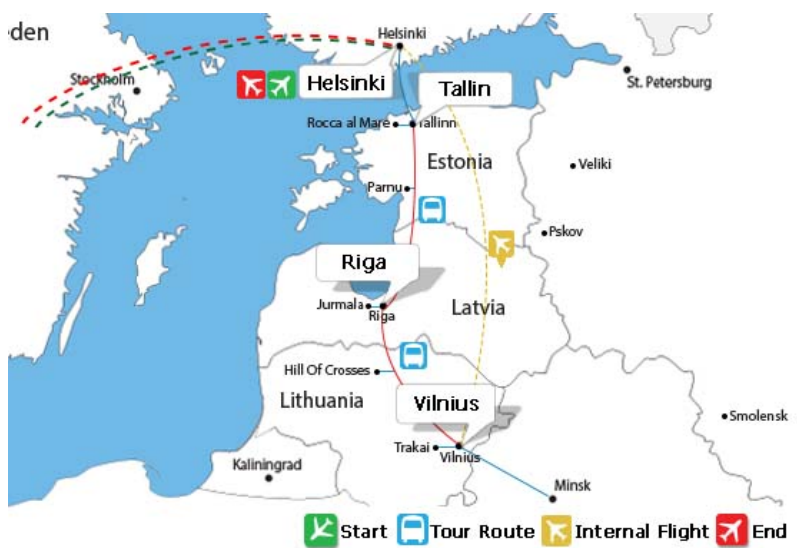 den
Helsinki
Stockholm
Helsinki
Tallin
St. Petersburg
Rocca al Mare
Tallinn
Estonia
Veliki
Parnu
Pskov
Riga
Jurmala
Riga
Latvia
Hill Of Crosses
Lithuania
Vilnius
Smolensk
Trakai
Vilnius
Kaliningrad
Minsk
Start
Tour Route
Internal Flight
End